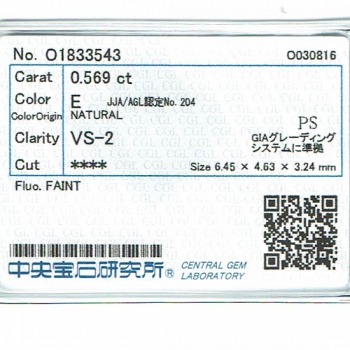 No. O1833543 O030816
Carat 0.569 ct
Color E JJA/AGL認定No. 204
ColorOrigin NATURAL
PS
Clarity VS-2 GIAグレーディング
システムに準拠
Cut ****
Size 6.45 × 4.63 × 3.24 mm
Fluo. FAINT
中央宝石研究所® CENTRAL GEM
LABORATORY